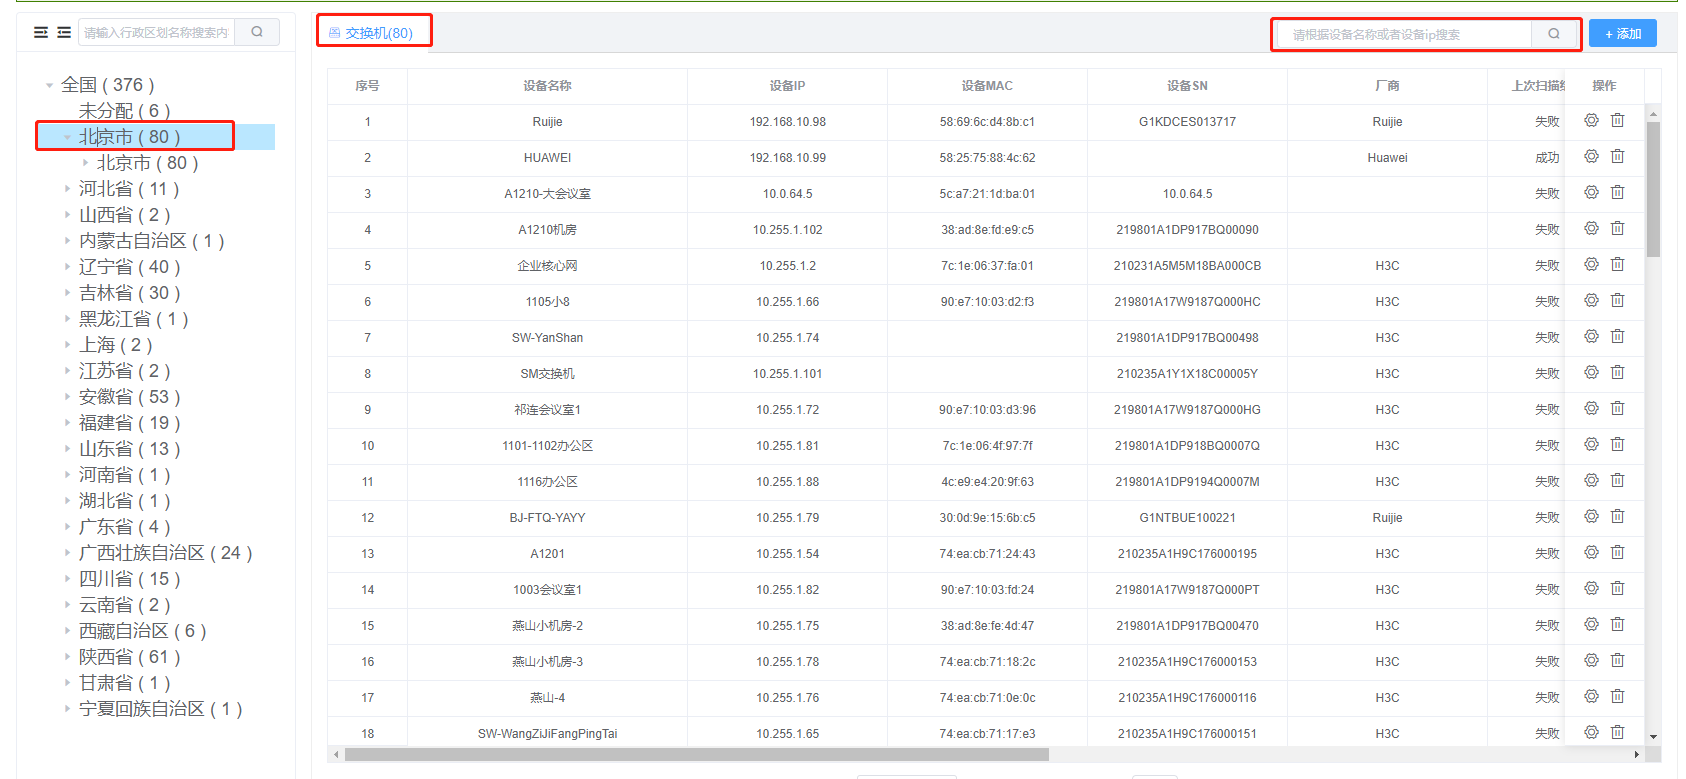 请输入行政区划名称搜索内
全国 ( 376 )
未分配 ( 6 )
北京市 ( 80 )
北京市 ( 80 )
河北省 ( 11 )
山西省 ( 2 )
内蒙古自治区 ( 1 )
辽宁省 ( 40 )
吉林省 ( 30 )
黑龙江省 ( 1 )
上海 ( 2 )
江苏省 ( 2 )
安徽省 ( 53 )
福建省 ( 19 )
山东省 ( 13 )
河南省 ( 1 )
湖北省 ( 1 )
广东省 ( 4 )
广西壮族自治区 ( 24 )
四川省 ( 15 )
云南省 ( 2 )
西藏自治区 ( 6 )
陕西省 ( 61 )
甘肃省 ( 1 )
宁夏回族自治区 ( 1 )
交换机(80) 请根据设备名称或者设备ip搜索 + 添加
序号 设备名称 设备IP 设备MAC 设备SN 厂商 上次扫描 操作
1 Ruijie 192.168.10.98 58:69:6c:d4:8b:c1 G1KDCES013717 Ruijie 失败
2 HUAWEI 192.168.10.99 58:25:75:88:4c:62 Huawei 成功
3 A1210-大会议室 10.0.64.5 5c:a7:21:1d:ba:01 10.0.64.5 失败
4 A1210机房 10.255.1.102 38:ad:8e:fd:e9:c5 219801A1DP917BQ00090 失败
5 企业核心网 10.255.1.2 7c:1e:06:37:fa:01 210231A5M5M18BA000CB H3C 失败
6 1105小8 10.255.1.66 90:e7:10:03:d2:f3 219801A17W9187Q000HC H3C 失败
7 SW-YanShan 10.255.1.74 219801A1DP917BQ00498 H3C 失败
8 SM交换机 10.255.1.101 210235A1Y1X18C00005Y H3C 失败
9 祁连会议室1 10.255.1.72 90:e7:10:03:d3:96 219801A17W9187Q000HG H3C 失败
10 1101-1102办公区 10.255.1.81 7c:1e:06:4f:97:7f 219801A1DP918BQ0007Q H3C 失败
11 1116办公区 10.255.1.88 4c:e9:e4:20:9f:63 219801A1DP9194Q0007M H3C 失败
12 BJ-FTQ-YAYY 10.255.1.79 30:0d:9e:15:6b:c5 G1NTBUE100221 Ruijie 失败
13 A1201 10.255.1.54 74:ea:cb:71:24:43 210235A1H9C176000195 H3C 失败
14 1003会议室1 10.255.1.82 90:e7:10:03:fd:24 219801A17W9187Q000PT H3C 失败
15 燕山小机房-2 10.255.1.75 38:ad:8e:fe:4d:47 219801A1DP917BQ00470 H3C 失败
16 燕山小机房-3 10.255.1.78 74:ea:cb:71:18:2c 210235A1H9C176000153 H3C 失败
17 燕山-4 10.255.1.76 74:ea:cb:71:0e:0c 210235A1H9C176000116 H3C 失败
18 SW-WangZiJiFangPingTai 10.255.1.65 74:ea:cb:71:17:e3 210235A1H9C176000151 H3C 失败